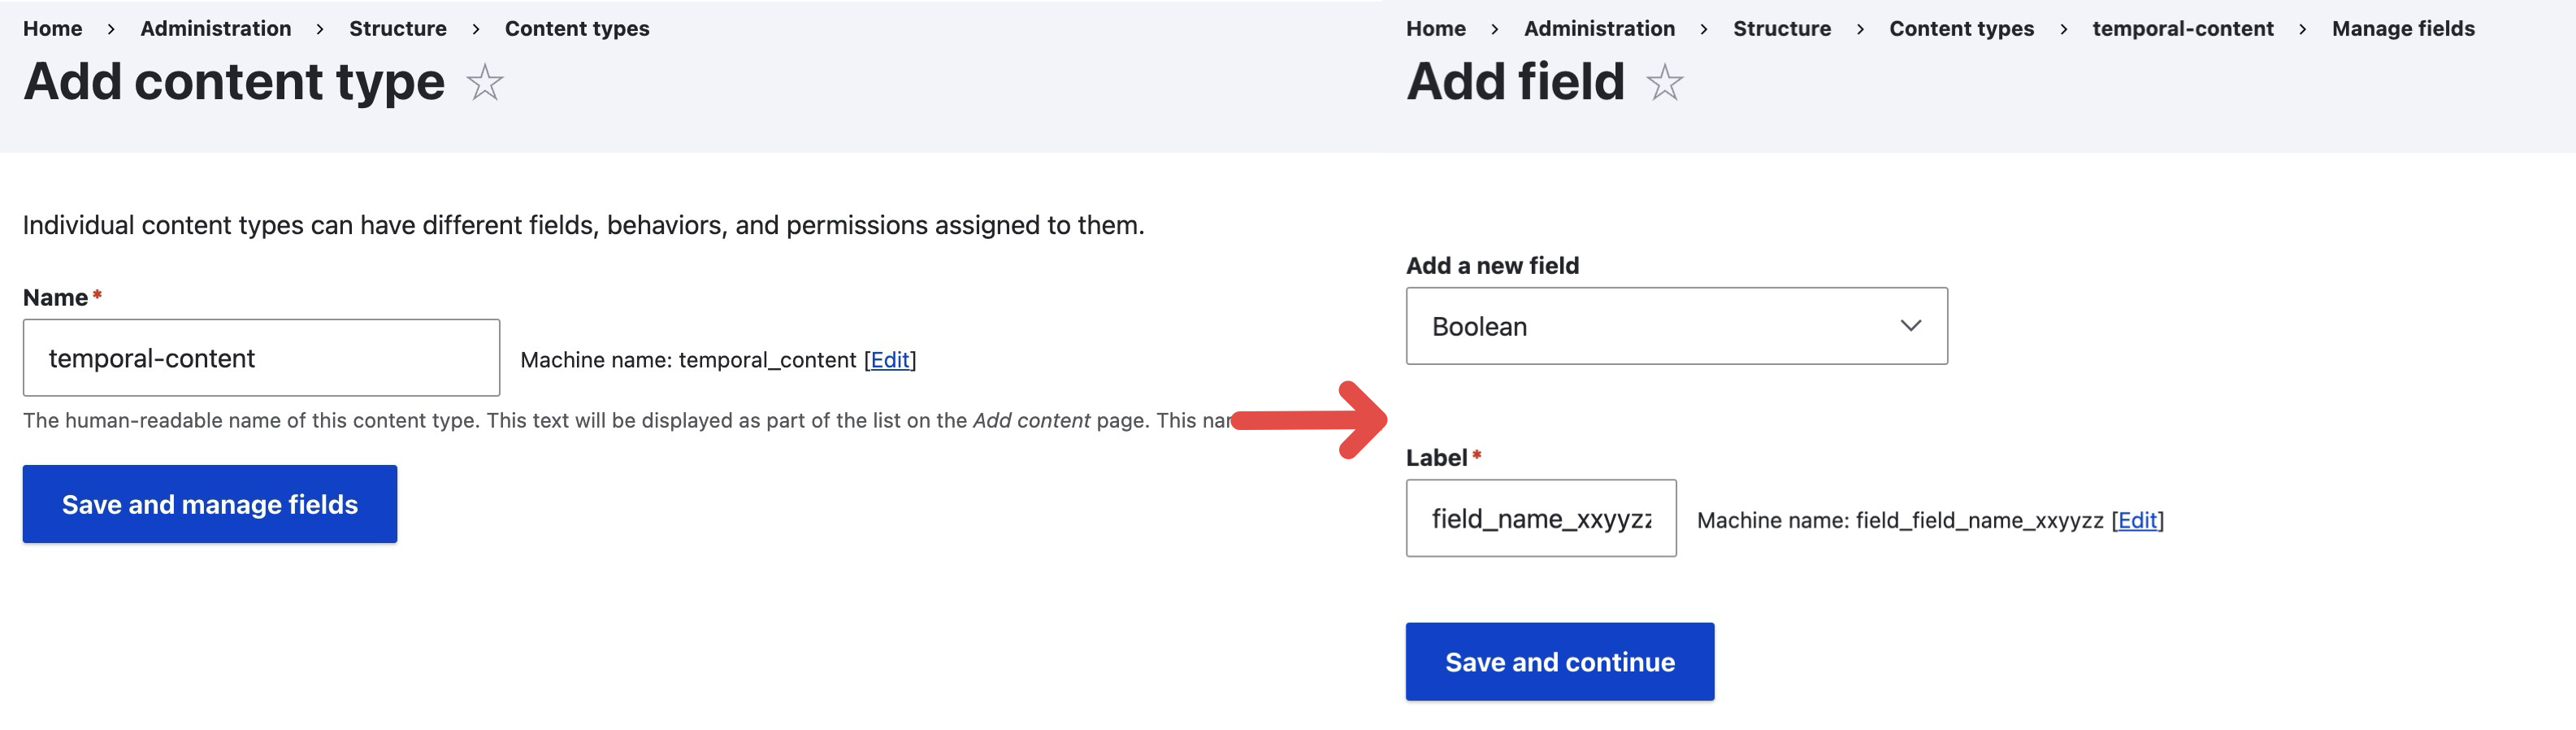 Home > Administration > Structure > Content types
Add content type
Individual content types can have different fields, behaviors, and permissions assigned to them.
Name*
temporal-content
Machine name: temporal_content [Edit]
The human-readable name of this content type. This text will be displayed as part of the list on the Add content page. This
Save and manage fields
Home > Administration > Structure > Content types > temporal-content > Manage fields
Add field
Add a new field
Boolean
Label*
field_name_xxyyzz
Machine name: field_field_name_xxyyzz [Edit]
Save and continue